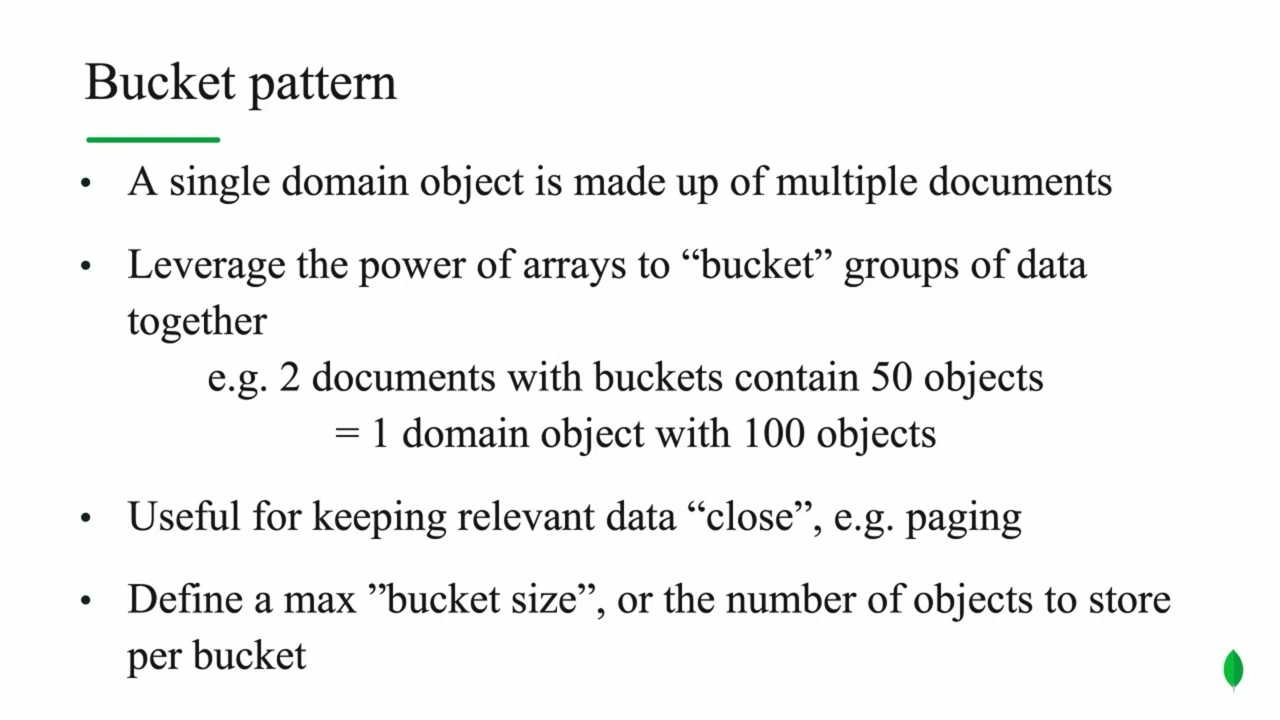 Bucket pattern
• A single domain object is made up of multiple documents
• Leverage the power of arrays to “bucket” groups of data
together
e.g. 2 documents with buckets contain 50 objects
= 1 domain object with 100 objects
• Useful for keeping relevant data “close”, e.g. paging
• Define a max ”bucket size”, or the number of objects to store
per bucket